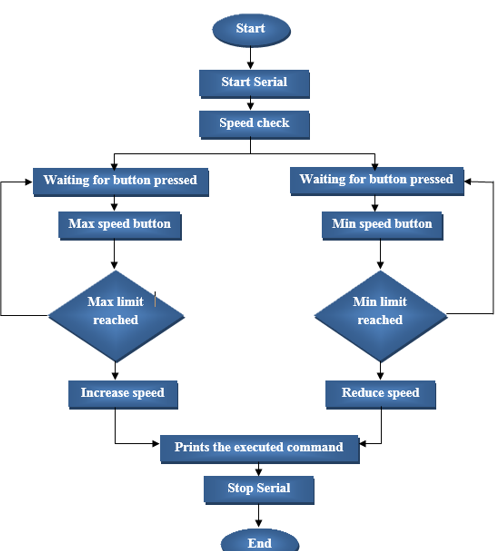 Start
Start Serial
Speed check
Waiting for button pressed
Waiting for button pressed
Max speed button
Min speed button
Max limit
reached
Min limit
reached
Increase speed
Reduce speed
Prints the executed command
Stop Serial
End